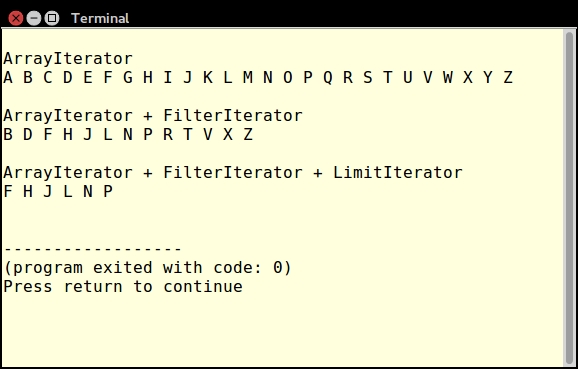 Terminal
ArrayIterator
A B C D E F G H I J K L M N O P Q R S T U V W X Y Z
ArrayIterator + FilterIterator
B D F H J L N P R T V X Z
ArrayIterator + FilterIterator + LimitIterator
F H J L N P
------------------
(program exited with code: 0)
Press return to continue